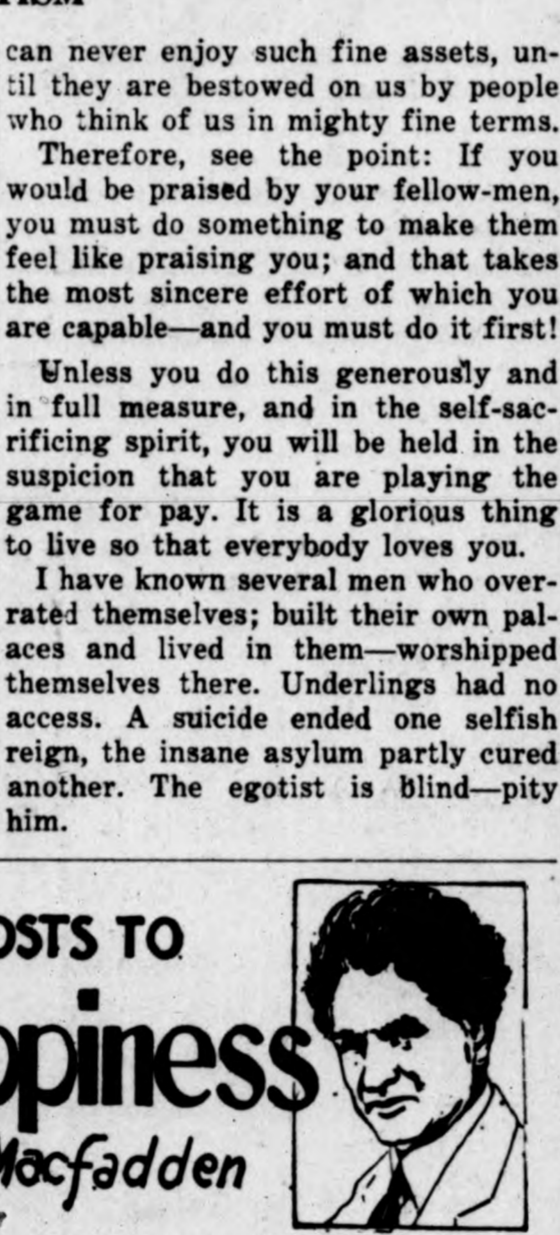 can never enjoy such fine assets, un-
til they are bestowed on us by people
who think of us in mighty fine terms.
Therefore, see the point: If you
would be praised by your fellow-men,
you must do something to make them
feel like praising you; and that takes
the most sincere effort of which you
are capable—and you must do it first!
Unless you do this generously and
in full measure, and in the self-sac-
rificing spirit, you will be held in the
suspicion that you are playing the
game for pay. It is a glorious thing
to live so that everybody loves you.
I have known several men who over-
rated themselves; built their own pal-
aces and lived in them—worshipped
themselves there. Underlings had no
access. A suicide ended one selfish
reign, the insane asylum partly cured
another. The egotist is blind—pity
him.
OSTS TO
ppiness
Macfadden